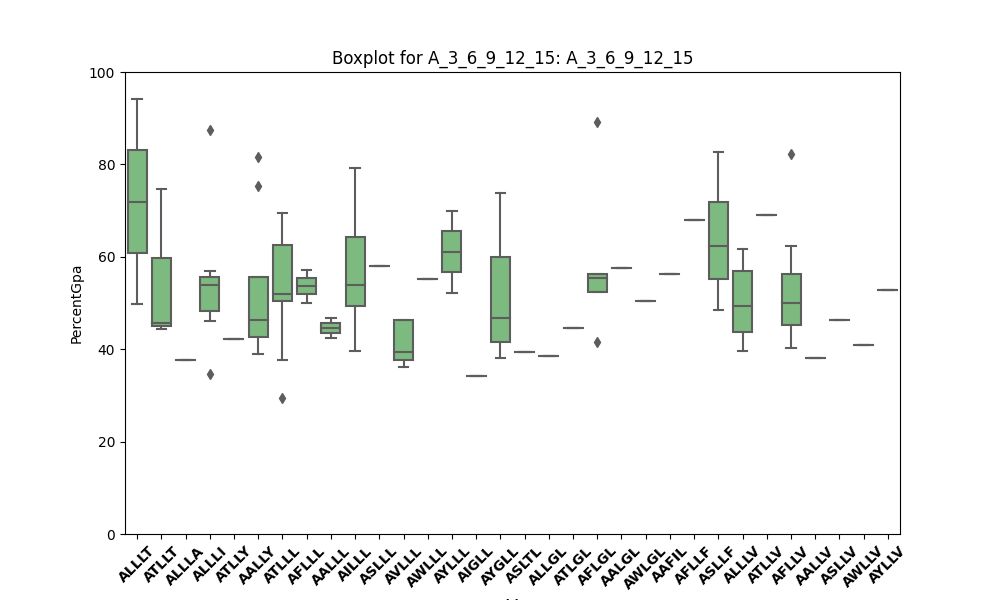 Boxplot for A_3_6_9_12_15: A_3_6_9_12_15
PercentGpa
100
80
60
40
20
0
ALLLT
ATLLT
ALLLA
ALLLI
ATLLY
AALLY
ATLLL
AFLLL
AALLL
AILLL
ASLLL
AVLLL
AWLLL
AYLLL
AIGLL
AYGLL
ASLTL
ALLGL
ATLGL
AFLGL
AALGL
AWLGL
AAFIL
AFLLF
ASLLF
ALLLV
ATLLV
AFLLV
AALLV
ASLLV
AWLLV
AYLLV